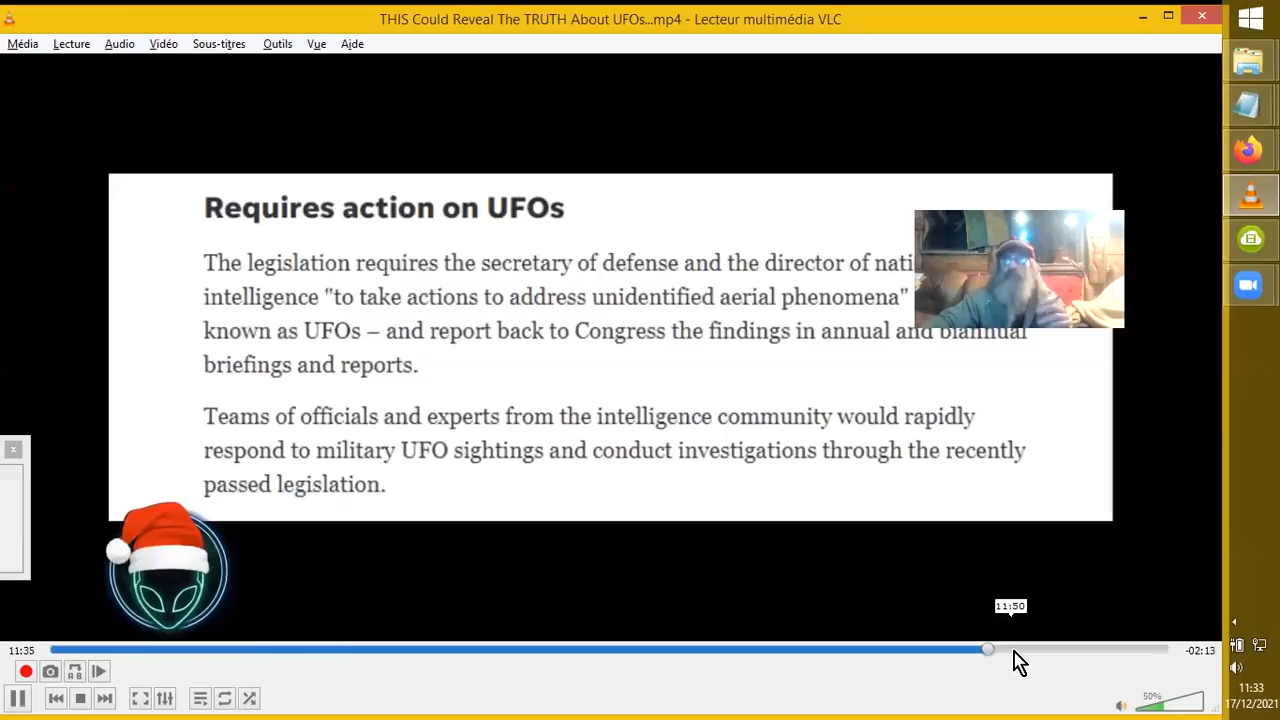 THIS Could Reveal The TRUTH About UFOs...mp4 - Lecteur multimédia VLC
Média Lecture Audio Vidéo Sous-titres Outils Vue Aide
Requires action on UFOs
The legislation requires the secretary of defense and the director of nati
intelligence "to take actions to address unidentified aerial phenomena"
known as UFOs – and report back to Congress the findings in annual and biannual
briefings and reports.
Teams of officials and experts from the intelligence community would rapidly
respond to military UFO sightings and conduct investigations through the recently
passed legislation.
11:50
11:35
-02:13
50%
11:33
17/12/2021